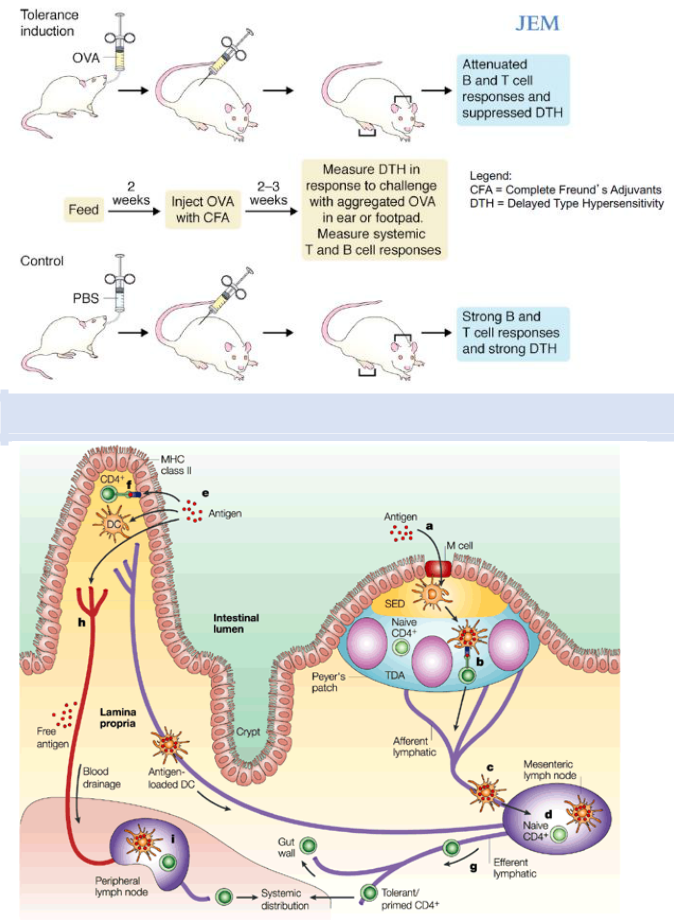 Tolerance
induction
JEM
OVA
Attenuated
B and T cell
responses and
suppressed DTH
Feed
2
weeks
Inject OVA
with CFA
2–3
weeks
Measure DTH in
response to challenge
with aggregated OVA
in ear or footpad.
Measure systemic
T and B cell responses
Legend:
CFA = Complete Freund's Adjuvants
DTH = Delayed Type Hypersensitivity
Control
PBS
Strong B and
T cell responses
and strong DTH
MHC
class II
CD4+
f
e
Antigen
DC
Antigen
a
M cell
h
Intestinal
lumen
SED
D
Naive
CD4+
b
Peyer's
patch
TDA
Free
antigen
Lamina
propria
Crypt
Afferent
lymphatic
Blood
drainage
Antigen-
loaded DC
c
Mesenteric
lymph node
d
Naive
CD4+
i
Gut
wall
g
Efferent
lymphatic
Peripheral
lymph node
Systemic
distribution
Tolerant/
primed CD4+